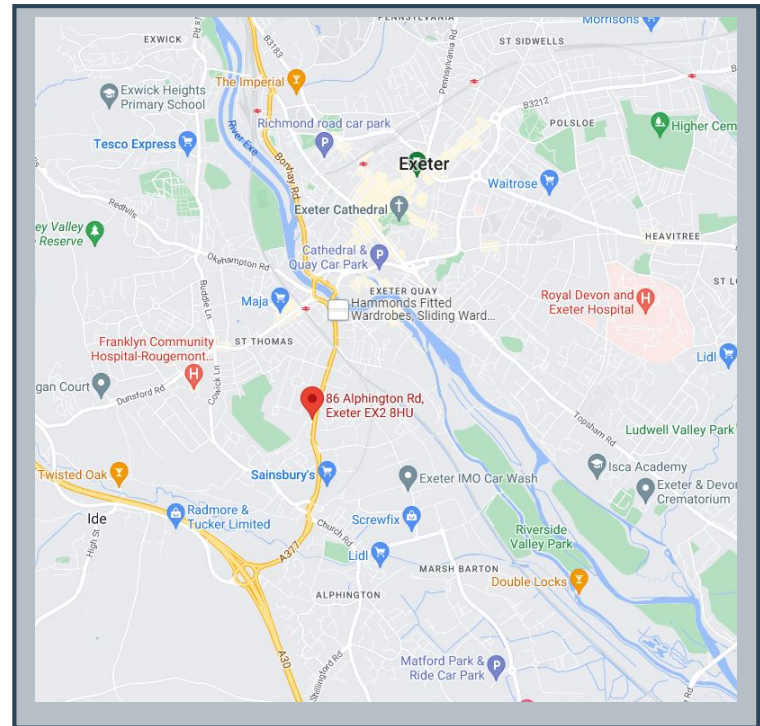 PENNSYLVANIA
Morrisons
EXWICK
ST SIDWELLS
B3183
Pennsylvania Rd
The Imperial
Exwick Heights
Primary School
B3212
POLSLOE
Richmond road car park
Higher Cem
Tesco Express
River Exe
Bonhay Rd
Exeter
Waitrose
Redhills
Exeter Cathedral
ey Valley
Reserve
HEAVITREE
Okehampton Rd
Cathedral &
Quay Car Park
Buddle Ln
EXETER QUAY
Royal Devon and
Exeter Hospital
ST L
Maja
Hammonds Fitted
Wardrobes, Sliding Ward...
Franklyn Community
Hospital-Rougemont...
ST THOMAS
Lidl
gan Court
Dunsford Rd
Cowick Ln
86 Alphington Rd,
Exeter EX2 8HU
Topsham Rd
Ludwell Valley Park
Twisted Oak
Sainsbury's
Exeter IMO Car Wash
Isca Academy
Exeter & Devon
Crematorium
Ide
Radmore &
Tucker Limited
Screwfix
High St
Church Rd
Riverside
Valley Park
A377
Lidl
MARSH BARTON
Double Locks
ALPHINGTON
A30
Shillingford Rd
Matford Park &
Ride Car Park